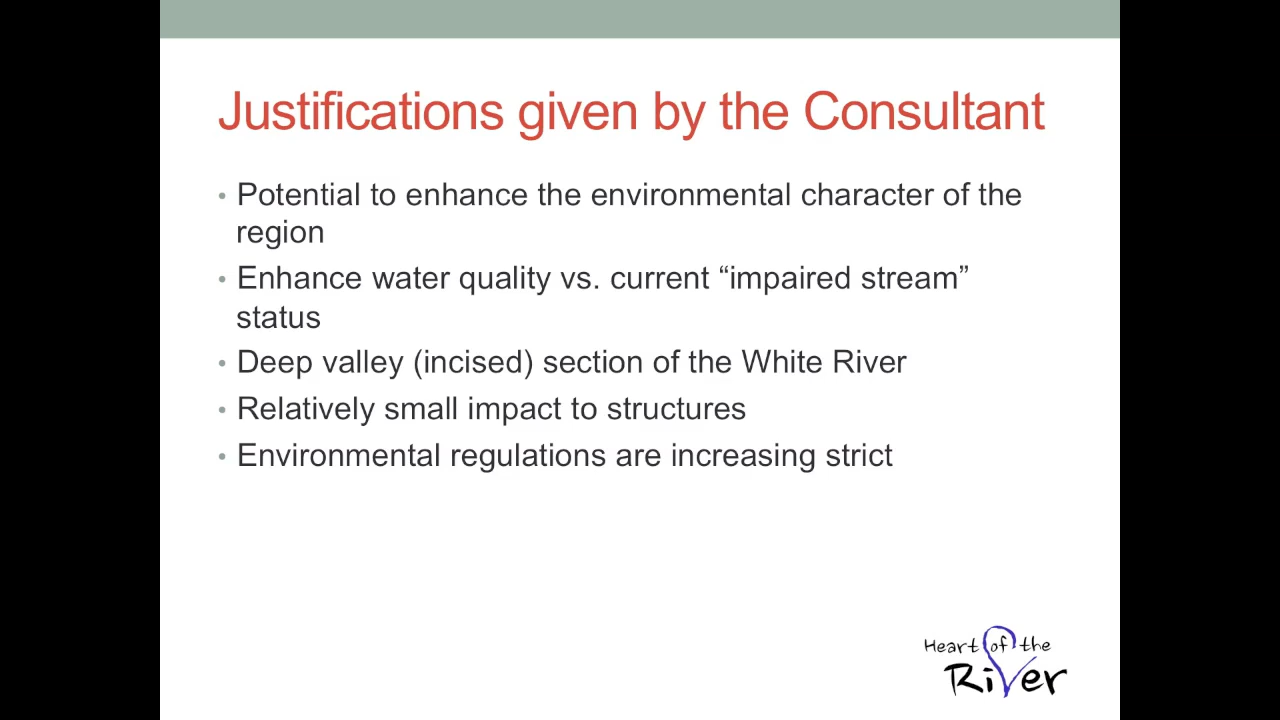 Justifications given by the Consultant
• Potential to enhance the environmental character of the
region
• Enhance water quality vs. current “impaired stream”
status
• Deep valley (incised) section of the White River
• Relatively small impact to structures
• Environmental regulations are increasing strict
Heart of the
River